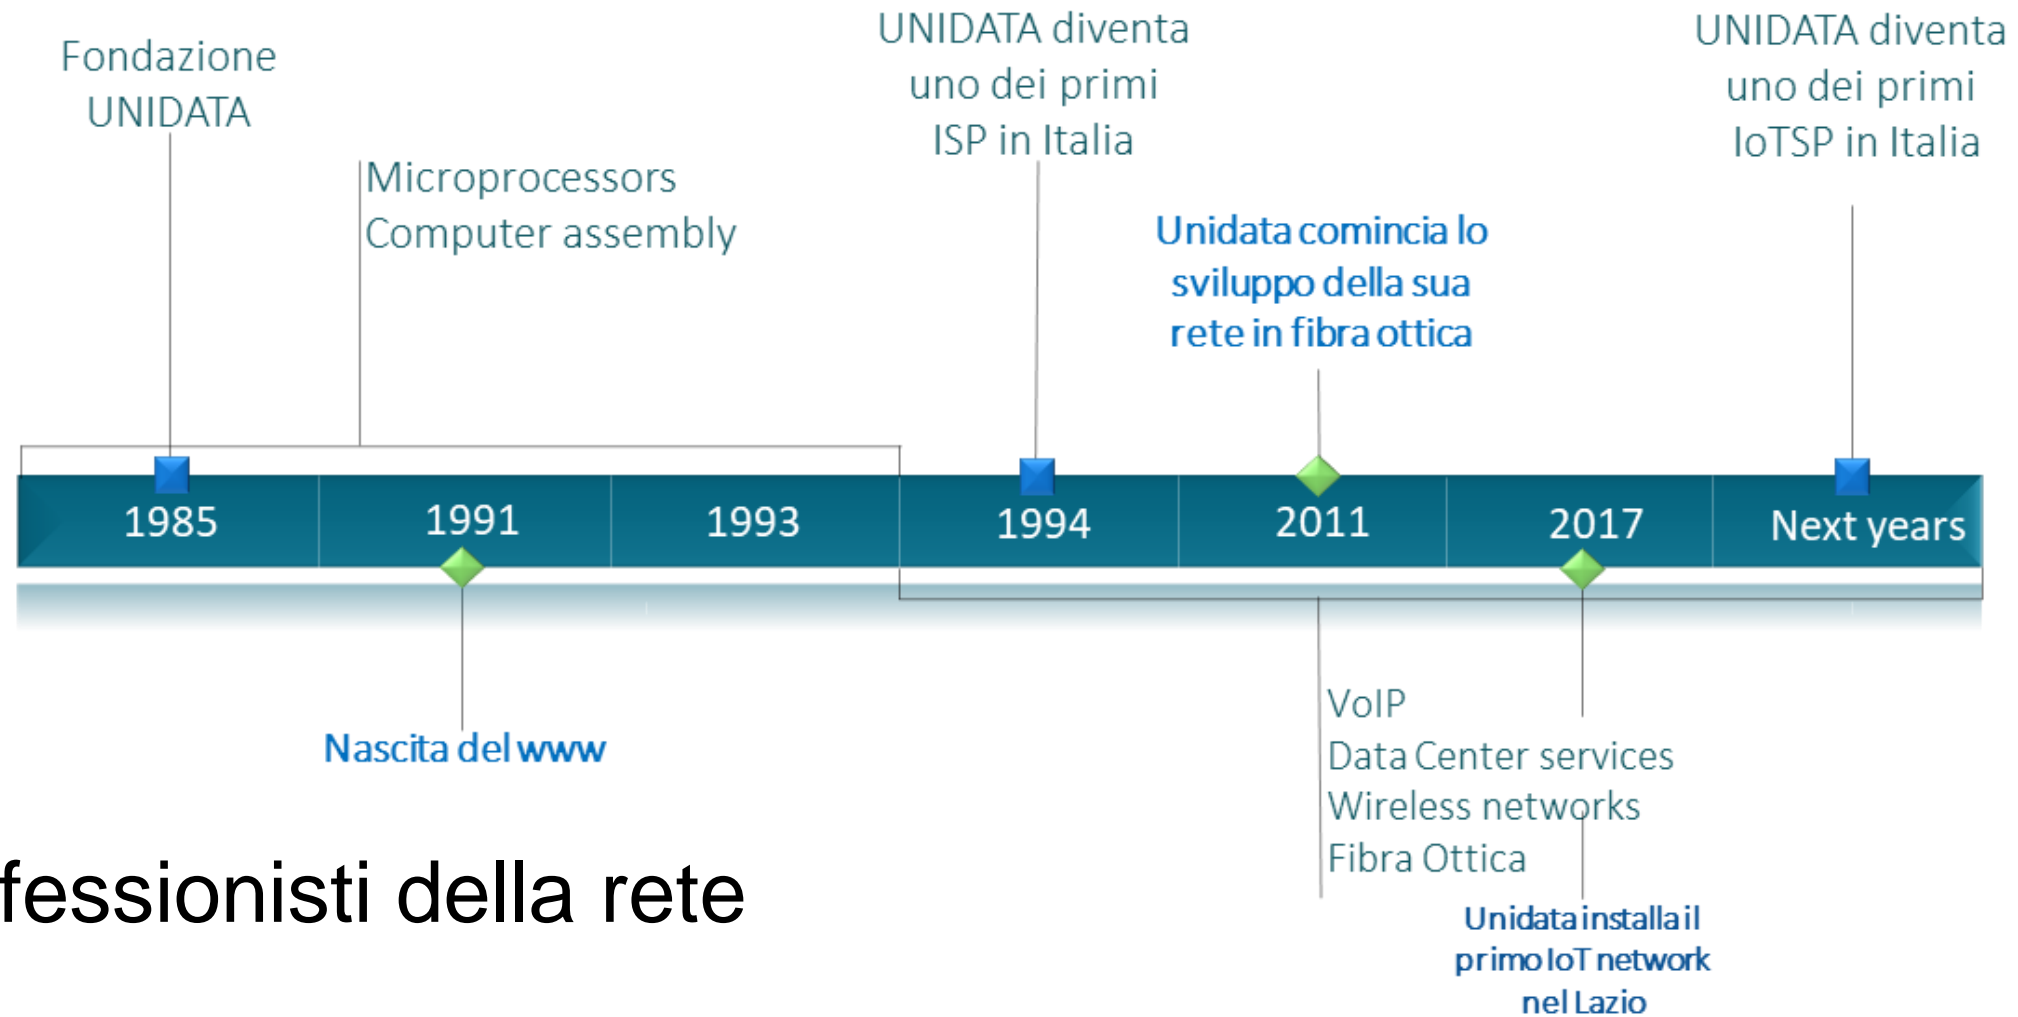 Fondazione
UNIDATA
Microprocessors
Computer assembly
UNIDATA diventa
uno dei primi
ISP in Italia
Unidata comincia lo
sviluppo della sua
rete in fibra ottica
UNIDATA diventa
uno dei primi
IoTSP in Italia
1985
1991
1993
1994
2011
2017
Next years
Nascita del www
VoIP
Data Center services
Wireless networks
Fibra Ottica
Unidata installa il
primo IoT network
nel Lazio
fessionisti della rete